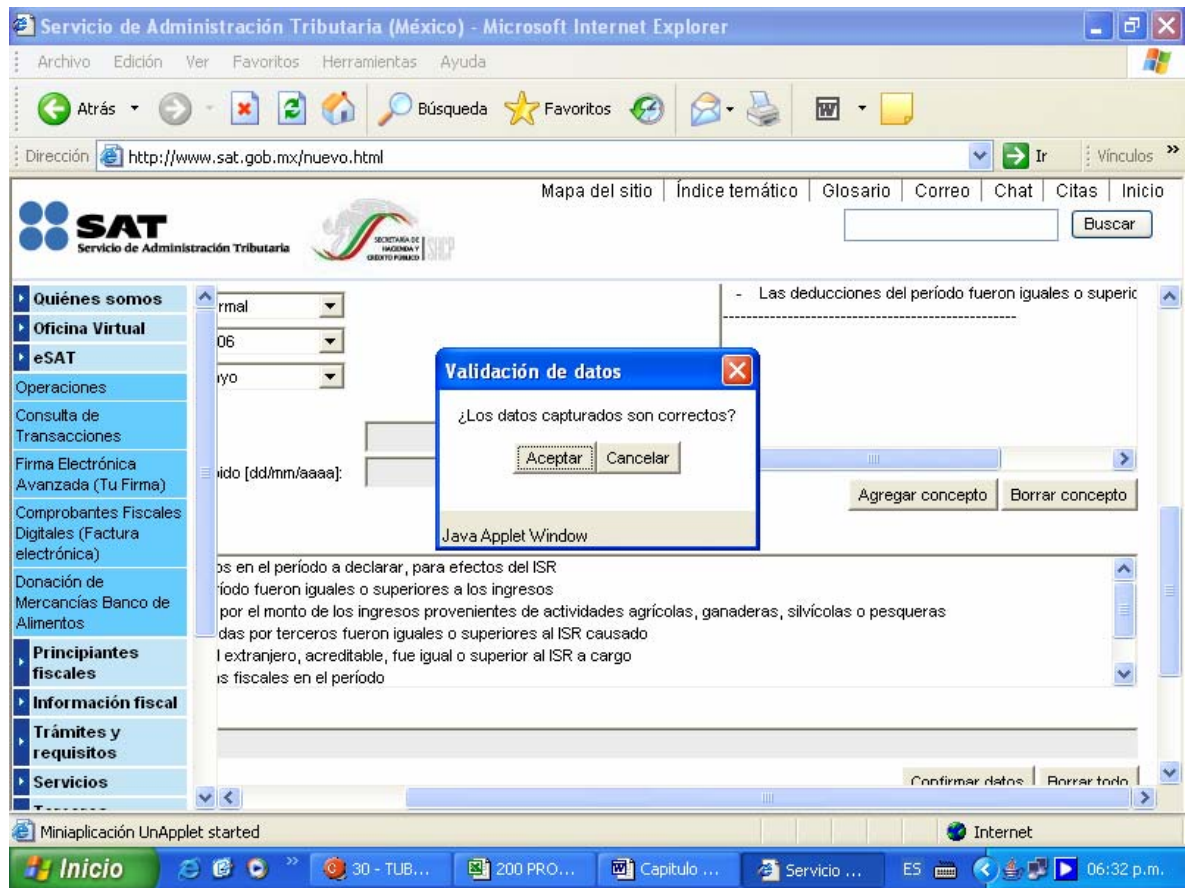 Servicio de Administración Tributaria (México) - Microsoft Internet Explorer
Archivo Edición Ver Favoritos Herramientas Ayuda
Atrás Búsqueda Favoritos
Dirección http://www.sat.gob.mx/nuevo.html Ir Vínculos »
Mapa del sitio | Índice temático | Glosario | Correo | Chat | Citas | Inicio
Buscar
SAT
Servicio de Administración Tributaria
SECRETARÍA DE
HACIENDA Y
CRÉDITO PÚBLICO
SHCP
Quiénes somos
Oficina Virtual
eSAT
Operaciones
Consulta de
Transacciones
Firma Electrónica
Avanzada (Tu Firma)
Comprobantes Fiscales
Digitales (Factura
electrónica)
Donación de
Mercancías Banco de
Alimentos
Principiantes
fiscales
Información fiscal
Trámites y
requisitos
Servicios
rmal
06
yo
ido [dd/mm/aaaa]:
- Las deducciones del período fueron iguales o superic
------------------------------------------------
Validación de datos
¿Los datos capturados son correctos?
Aceptar Cancelar
Java Applet Window
Agregar concepto Borrar concepto
os en el período a declarar, para efectos del ISR
ríodo fueron iguales o superiores a los ingresos
por el monto de los ingresos provenientes de actividades agrícolas, ganaderas, silvícolas o pesqueras
das por terceros fueron iguales o superiores al ISR causado
l extranjero, acreditable, fue igual o superior al ISR a cargo
as fiscales en el período
Confirmar datos Borrar todo
Miniaplicación UnApplet started Internet
Inicio » 30 - TUB... 200 PRO... Capitulo ... Servicio ... ES 06:32 p.m.